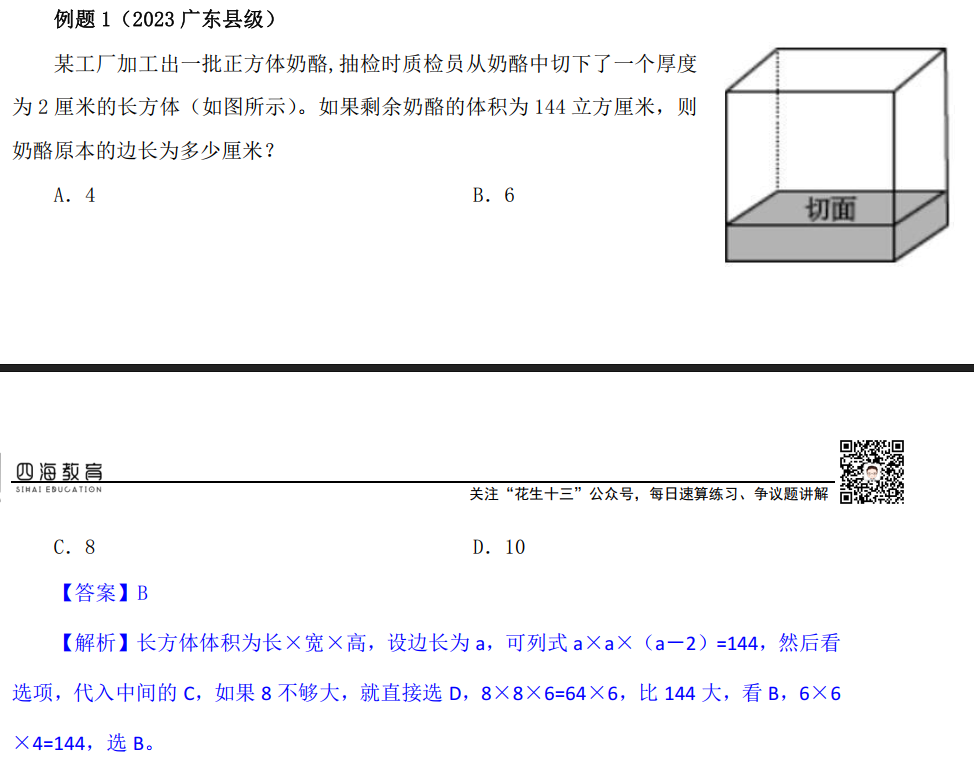 例题 1（2023 广东县级）
某工厂加工出一批正方体奶酪,抽检时质检员从奶酪中切下了一个厚度
为 2 厘米的长方体（如图所示）。如果剩余奶酪的体积为 144 立方厘米，则
奶酪原本的边长为多少厘米？
A．4 B．6
切面
四海教育
SIHAI EDUCATION
关注“花生十三”公众号，每日速算练习、争议题讲解
C．8 D．10
【答案】B
【解析】长方体体积为长×宽×高，设边长为 a，可列式 a×a×（a－2）=144，然后看
选项，代入中间的 C，如果 8 不够大，就直接选 D，8×8×6=64×6，比 144 大，看 B，6×6
×4=144，选 B。